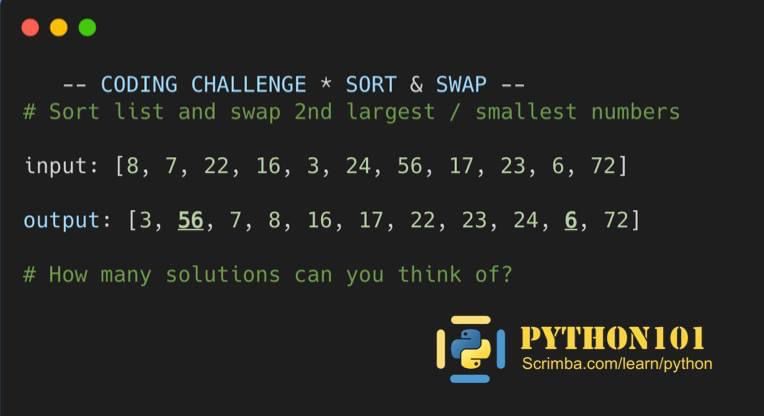 -- CODING CHALLENGE * SORT & SWAP --
# Sort list and swap 2nd largest / smallest numbers
input: [8, 7, 22, 16, 3, 24, 56, 17, 23, 6, 72]
output: [3, 56, 7, 8, 16, 17, 22, 23, 24, 6, 72]
# How many solutions can you think of?
PYTHON101
Scrimba.com/learn/python